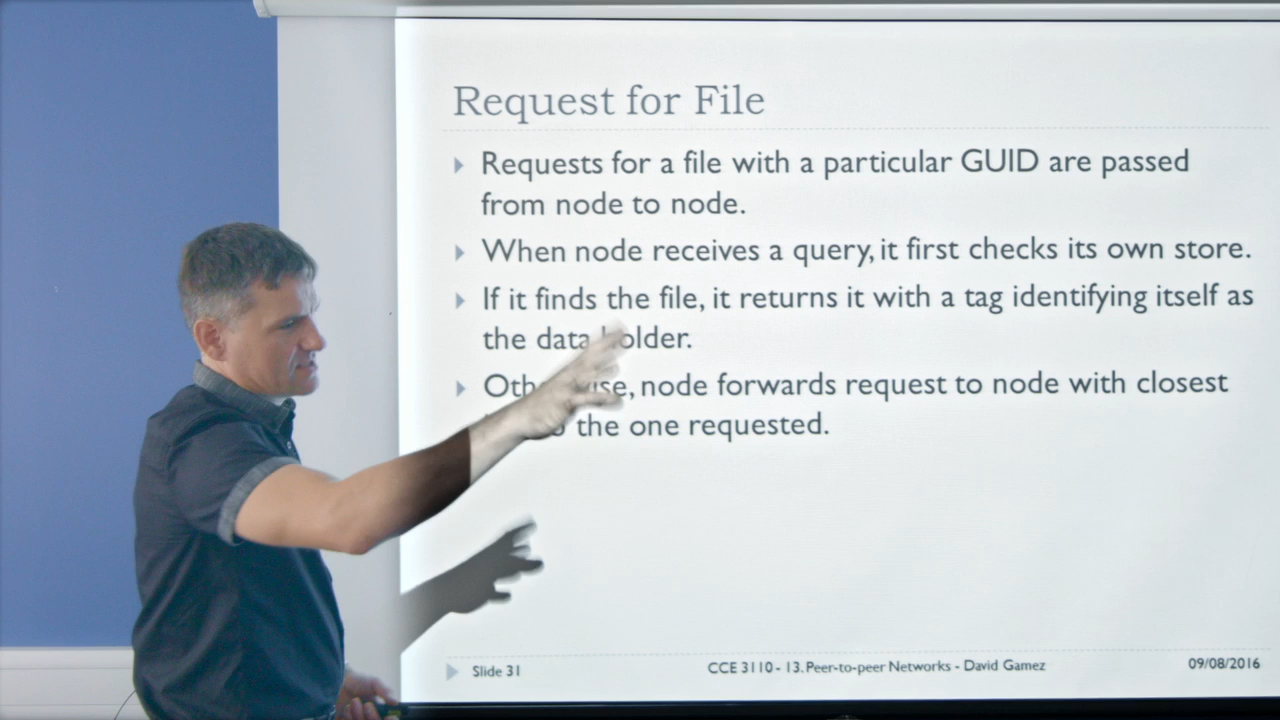 Request for File
Requests for a file with a particular GUID are passed
from node to node.
When node receives a query, it first checks its own store.
If it finds the file, it returns it with a tag identifying itself as
the data holder.
Otherwise, node forwards request to node with closest
the one requested.
Slide 31
CCE 3110 - 13. Peer-to-peer Networks - David Gamez
09/08/2016